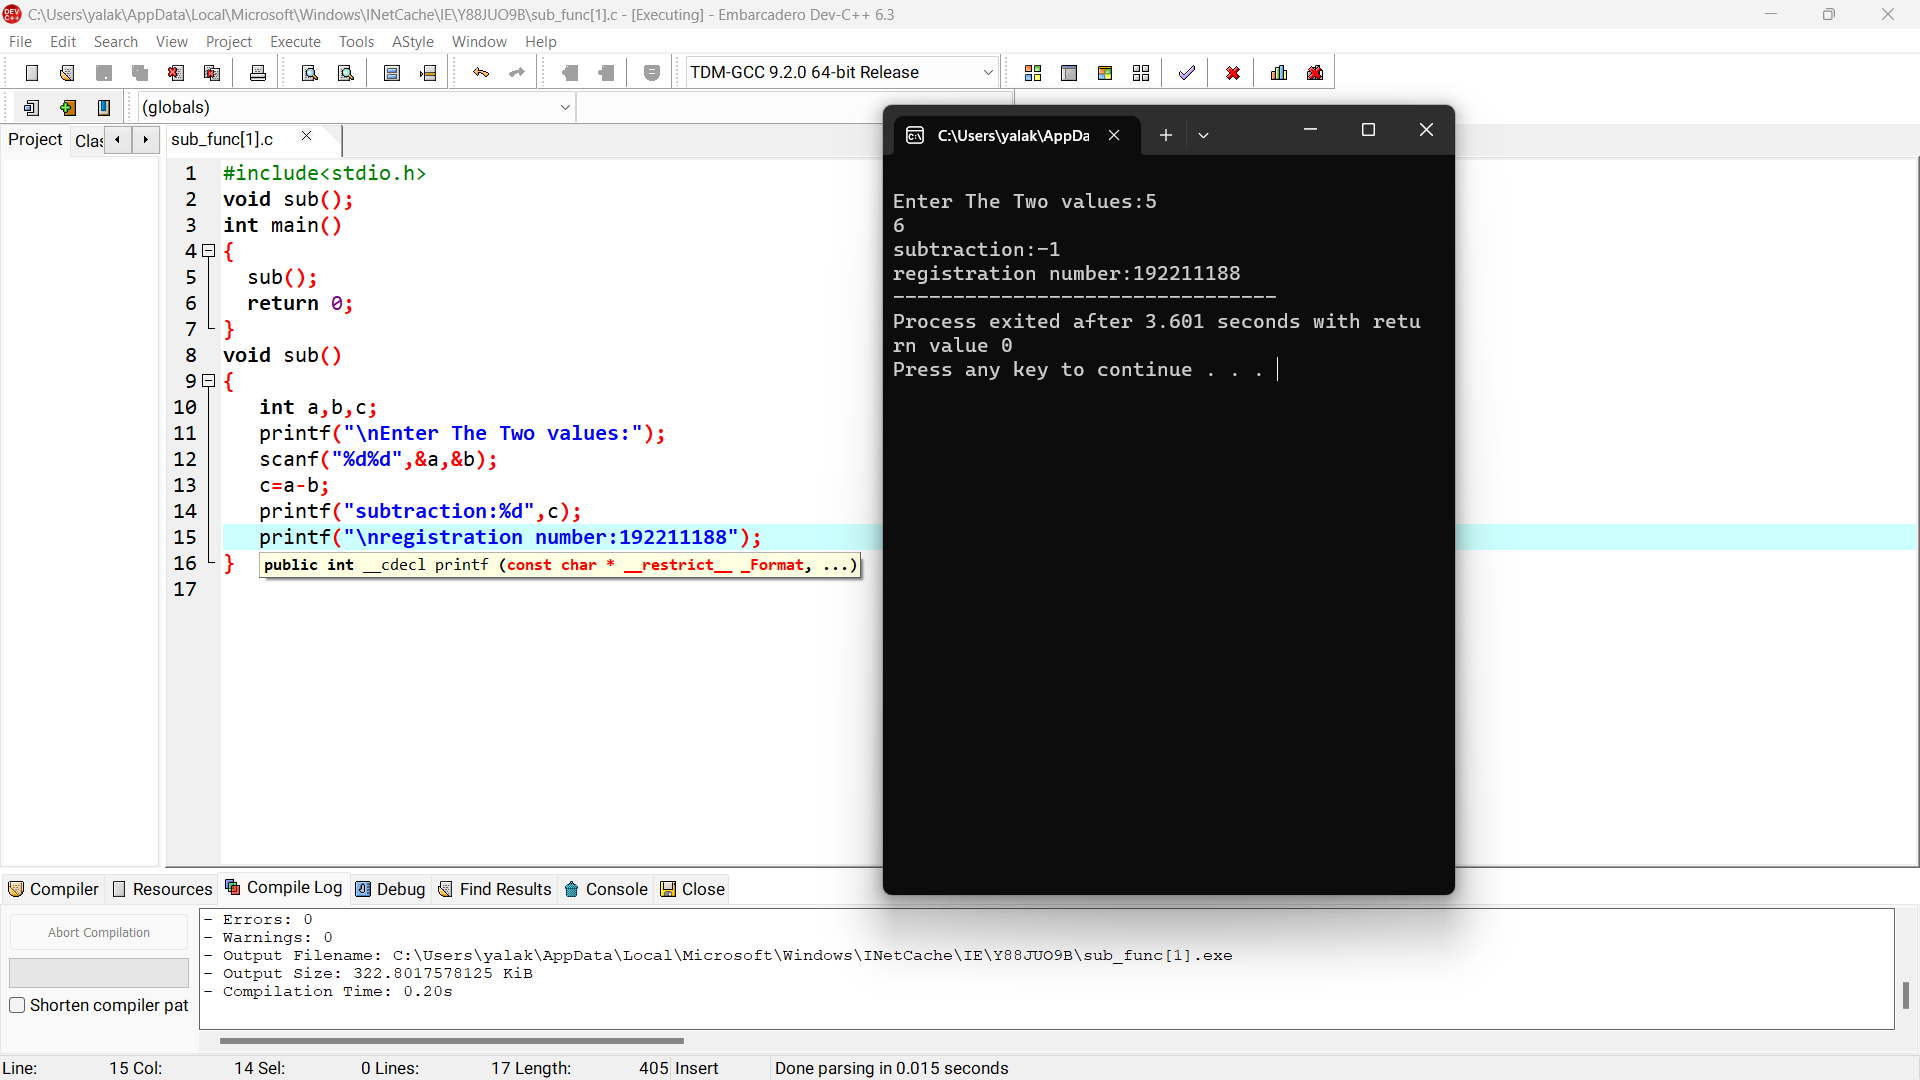 C:\Users\yalak\AppData\Local\Microsoft\Windows\INetCache\IE\Y88JUO9B\sub_func[1].c - [Executing] - Embarcadero Dev-C++ 6.3
File Edit Search View Project Execute Tools AStyle Window Help
TDM-GCC 9.2.0 64-bit Release
(globals)
Project Clas sub_func[1].c
1 #include<stdio.h>
2 void sub();
3 int main()
4 {
5 sub();
6 return 0;
7 }
8 void sub()
9 {
10 int a,b,c;
11 printf("\nEnter The Two values:");
12 scanf("%d%d",&a,&b);
13 c=a-b;
14 printf("subtraction:%d",c);
15 printf("\nregistration number:192211188");
16 }
public int __cdecl printf (const char * __restrict__ _Format, ...)
17
C:\Users\yalak\AppDa
Enter The Two values:5
6
subtraction:-1
registration number:192211188
--------------------------------
Process exited after 3.601 seconds with retu
rn value 0
Press any key to continue . . .
Compiler Resources Compile Log Debug Find Results Console Close
Abort Compilation
Shorten compiler pat
- Errors: 0
- Warnings: 0
- Output Filename: C:\Users\yalak\AppData\Local\Microsoft\Windows\INetCache\IE\Y88JUO9B\sub_func[1].exe
- Output Size: 322.8017578125 KiB
- Compilation Time: 0.20s
Line: 15 Col: 14 Sel: 0 Lines: 17 Length: 405 Insert Done parsing in 0.015 seconds